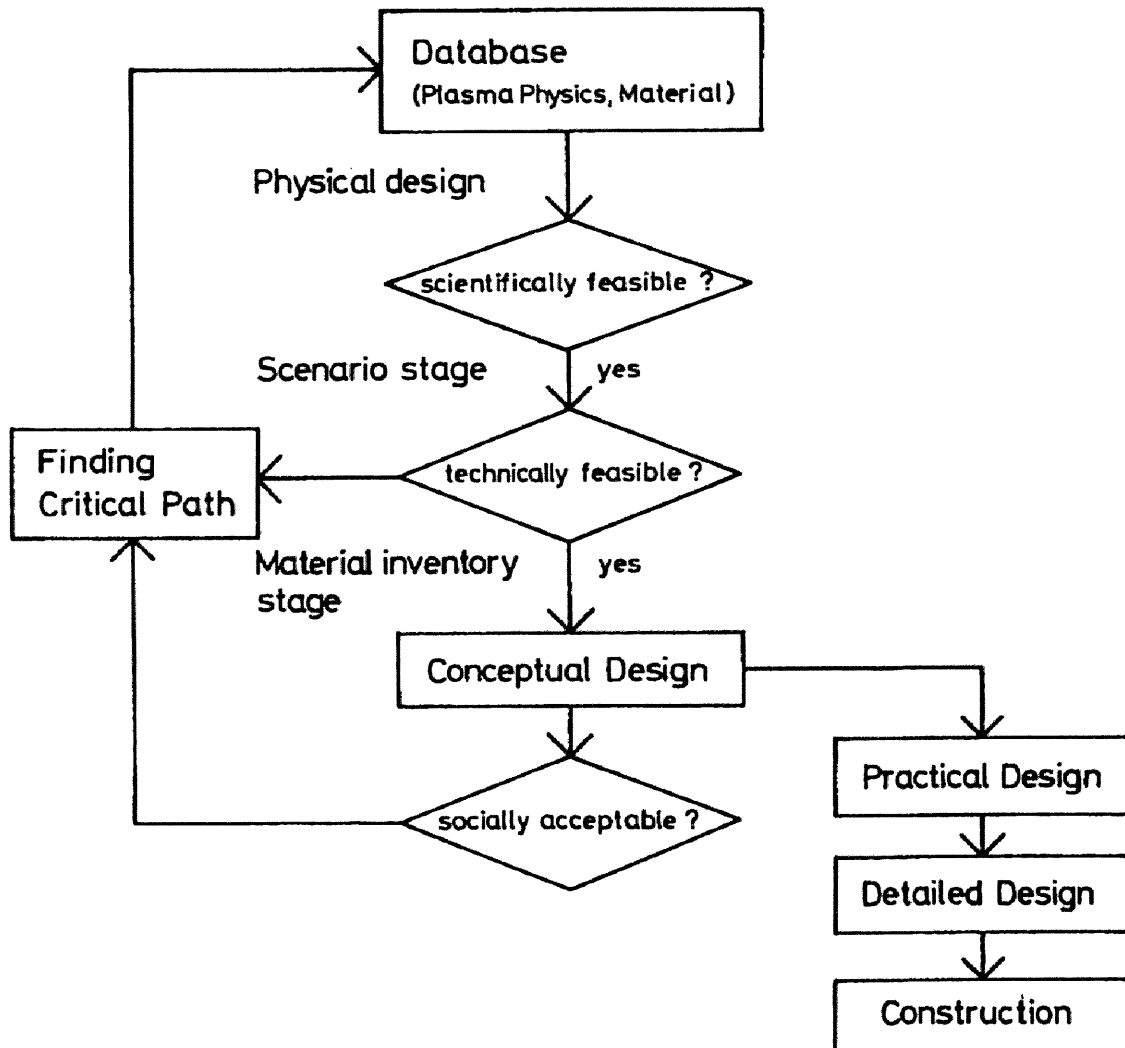 Database
(Plasma Physics, Material)
Physical design
scientifically feasible ?
Scenario stage
yes
technically feasible ?
Finding
Critical Path
Material inventory
stage
yes
Conceptual Design
socially acceptable ?
Practical Design
Detailed Design
Construction